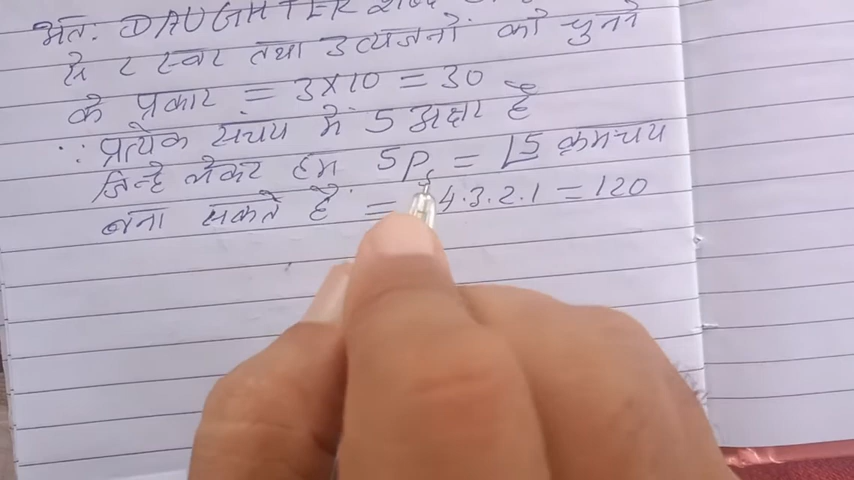 अतः DAUGHTER शब्द
से 2 स्वर तथा 3 व्यंजनों को चुनने
के प्रकार = 3×10 = 30
∵ प्रत्येक संचय में 5 अक्षर है
जिन्हे लेकर हम 5P₅ = |5 क्रमचय
बना सकते है = 4.3.2.1 = 120